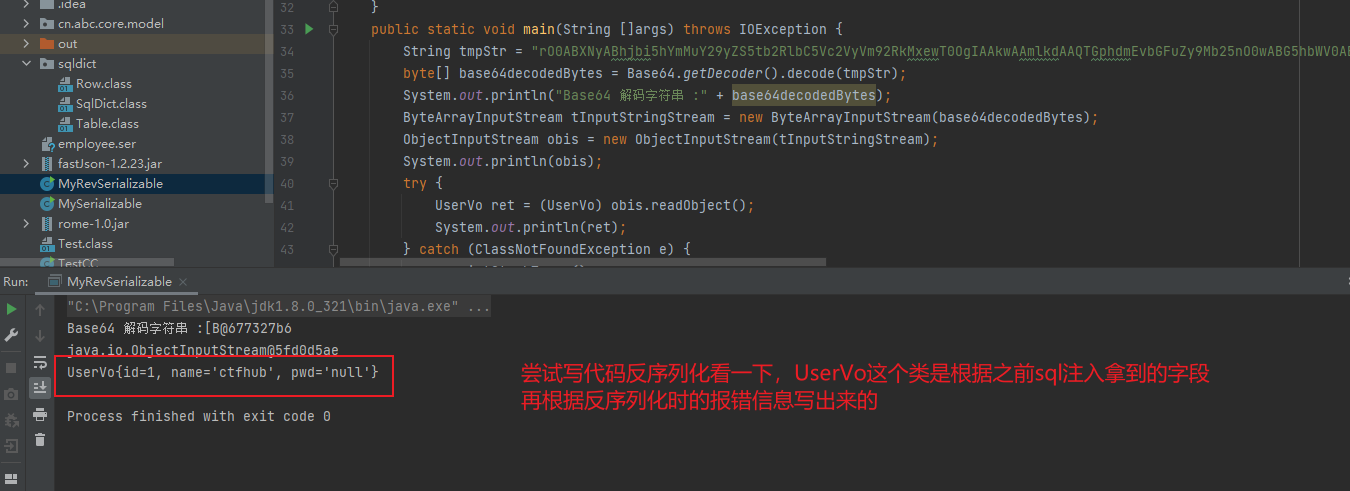 .idea
cn.abc.core.model
out
sqldict
Row.class
SqlDict.class
Table.class
employee.ser
fastJson-1.2.23.jar
MyRevSerializable
MySerializable
rome-1.0.jar
Test.class
TestCC
32 }
33 public static void main(String []args) throws IOException {
34 String tmpStr =
35 byte[] base64decodedBytes = Base64.getDecoder().decode(tmpStr);
36 System.out.println("Base64 解码字符串 :" + base64decodedBytes);
37 ByteArrayInputStream tInputStringStream = new ByteArrayInputStream(base64decodedBytes);
38 ObjectInputStream obis = new ObjectInputStream(tInputStringStream);
39 System.out.println(obis);
40 try {
41 UserVo ret = (UserVo) obis.readObject();
42 System.out.println(ret);
43 } catch (ClassNotFoundException e) {
Run: MyRevSerializable
"C:\Program Files\Java\jdk1.8.0_321\bin\java.exe" ...
Base64 解码字符串 :[B@677327b6
java.io.ObjectInputStream@5fd0d5ae
UserVo{id=1, name='ctfhub', pwd='null'}
Process finished with exit code 0
尝试写代码反序列化看一下，UserVo这个类是根据之前sql注入拿到的字段
再根据反序列化时的报错信息写出来的